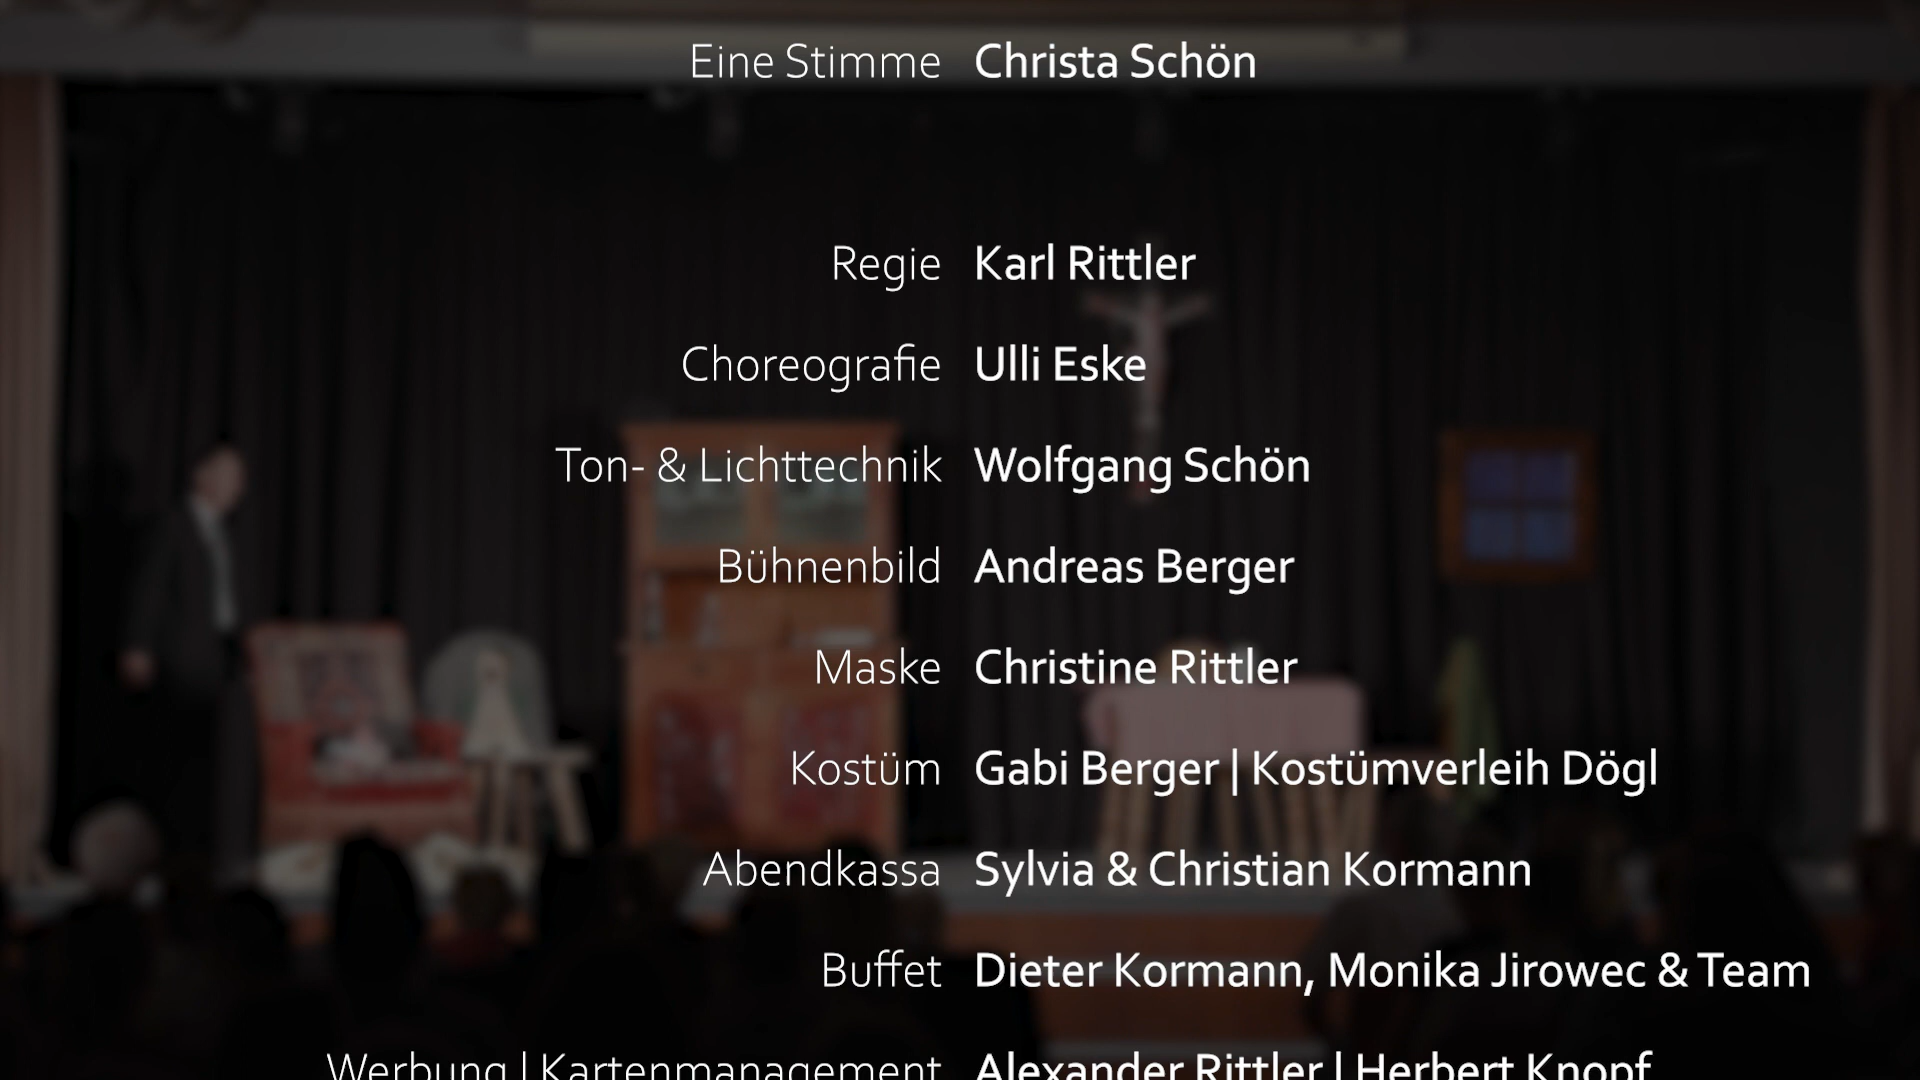 Eine Stimme Christa Schön
Regie Karl Rittler
Choreografie Ulli Eske
Ton- & Lichttechnik Wolfgang Schön
Bühnenbild Andreas Berger
Maske Christine Rittler
Kostüm Gabi Berger | Kostümverleih Dögl
Abendkassa Sylvia & Christian Kormann
Buffet Dieter Kormann, Monika Jirowec & Team
Werbung | Kartenmanagement Alexander Rittler | Herbert Knopf